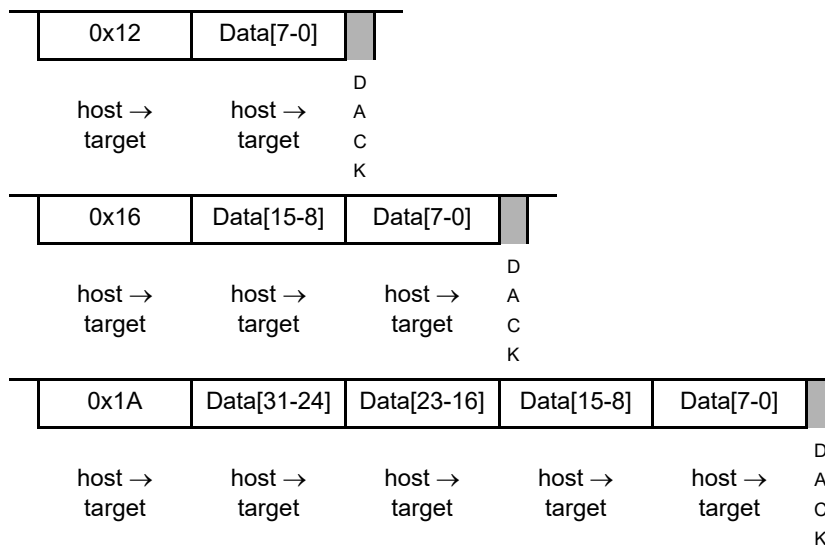 0x12 Data[7-0]
D
host → host → A
target target C
K
0x16 Data[15-8] Data[7-0]
D
host → host → host → A
target target target C
K
0x1A Data[31-24] Data[23-16] Data[15-8] Data[7-0]
D
host → host → host → host → host → A
target target target target target C
K